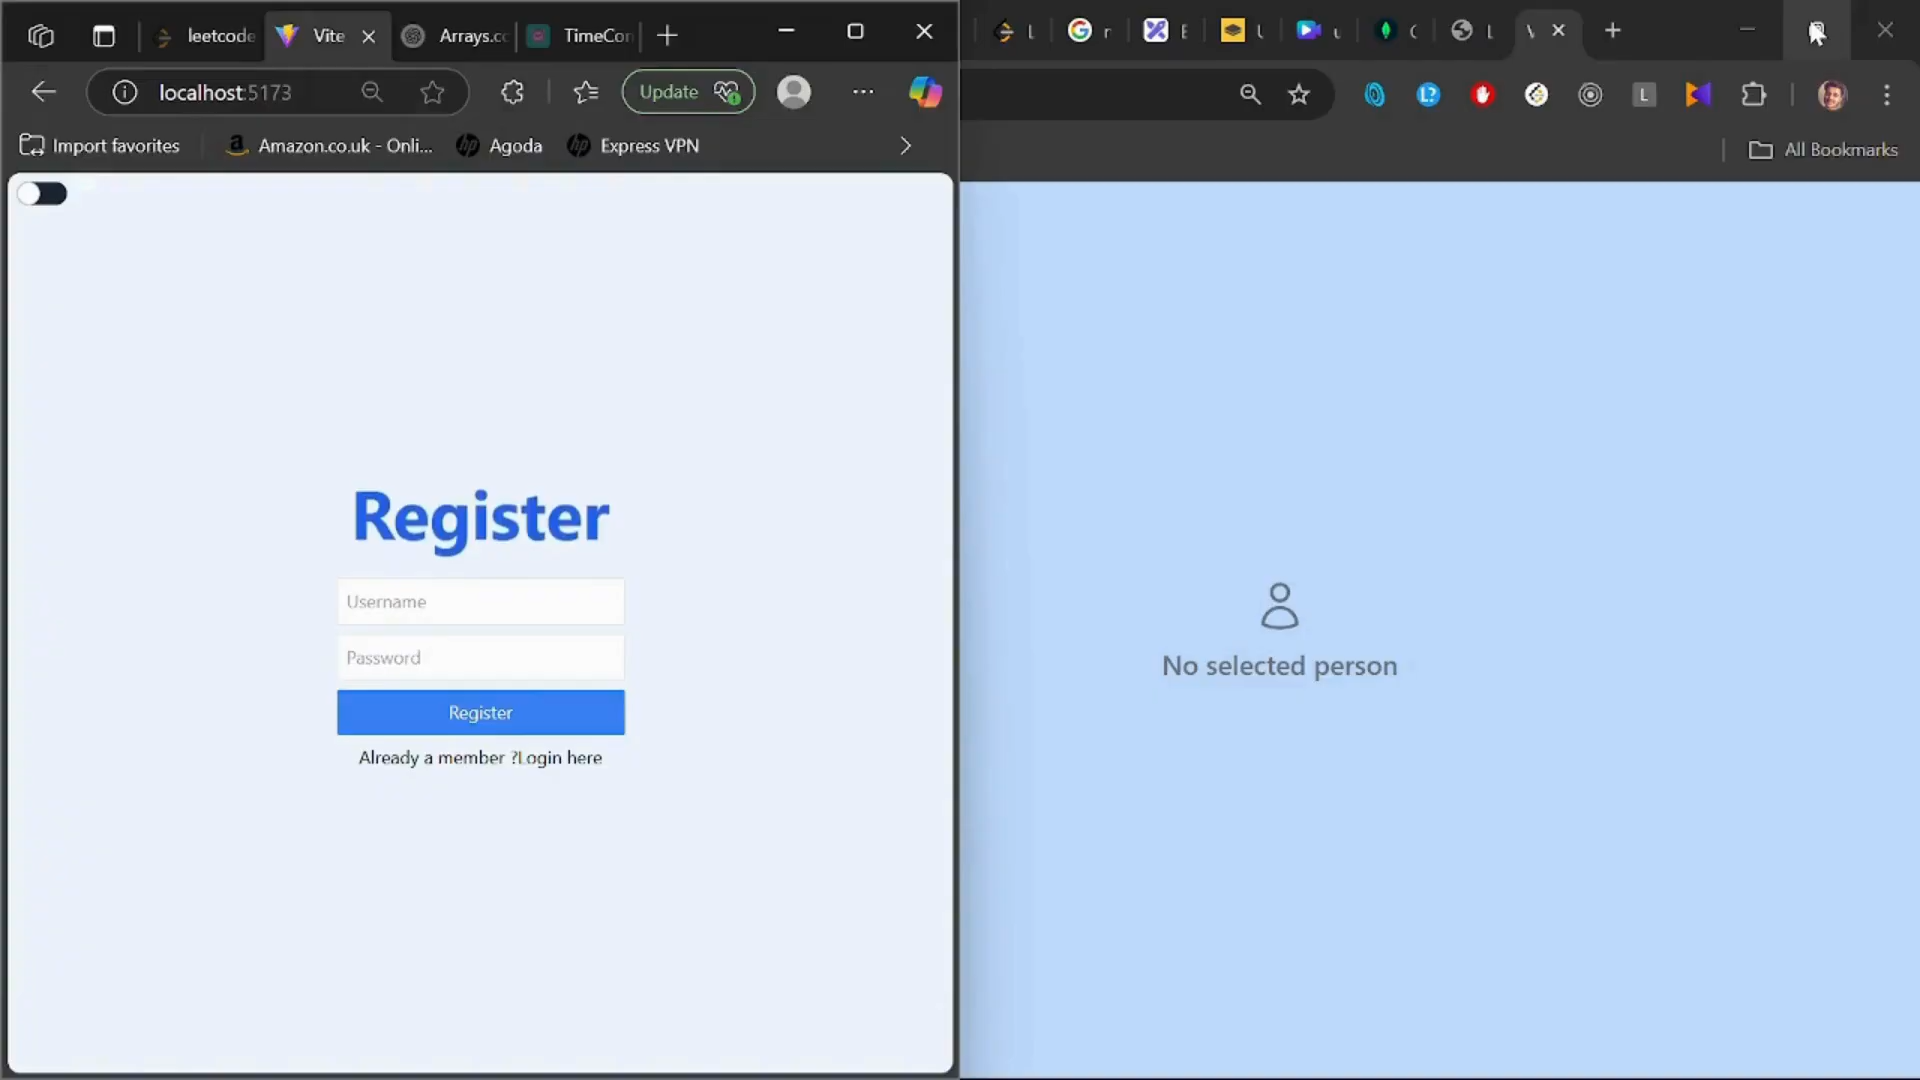 leetcode
Vite
Arrays.cc
TimeCon
localhost:5173
Update
Import favorites
Amazon.co.uk - Onli...
Agoda
Express VPN
All Bookmarks
Register
Username
Password
Register
Already a member ?Login here
No selected person